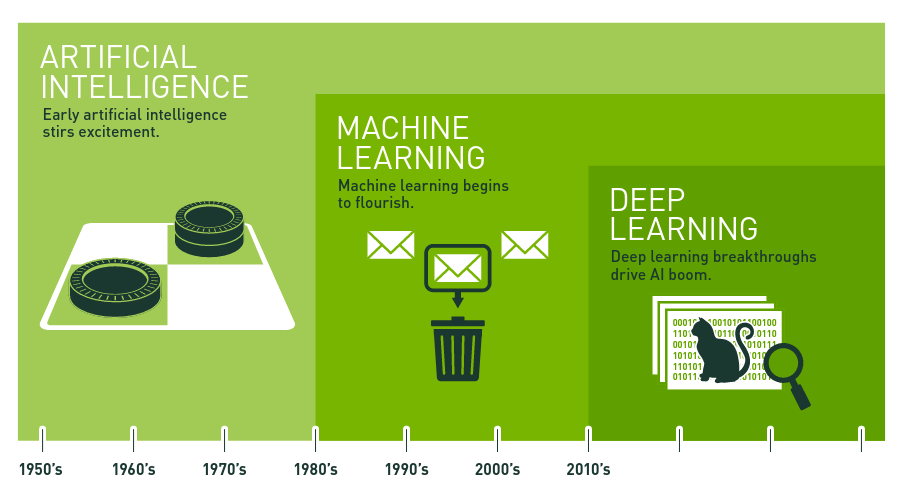 ARTIFICIAL
INTELLIGENCE
Early artificial intelligence
stirs excitement.
MACHINE
LEARNING
Machine learning begins
to flourish.
DEEP
LEARNING
Deep learning breakthroughs
drive AI boom.
1950's
1960's
1970's
1980's
1990's
2000's
2010's